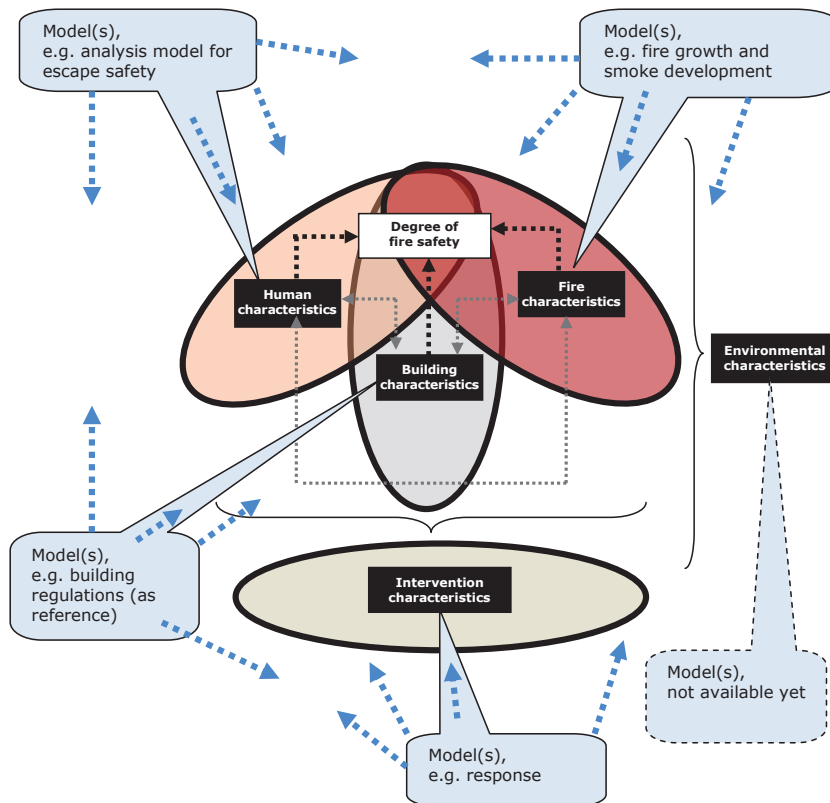 Model(s),
e.g. analysis model for
escape safety
Model(s),
e.g. fire growth and
smoke development
Degree of
fire safety
Human
characteristics
Fire
characteristics
Building
characteristics
Environmental
characteristics
Model(s),
e.g. building
regulations (as
reference)
Intervention
characteristics
Model(s),
not available yet
Model(s),
e.g. response